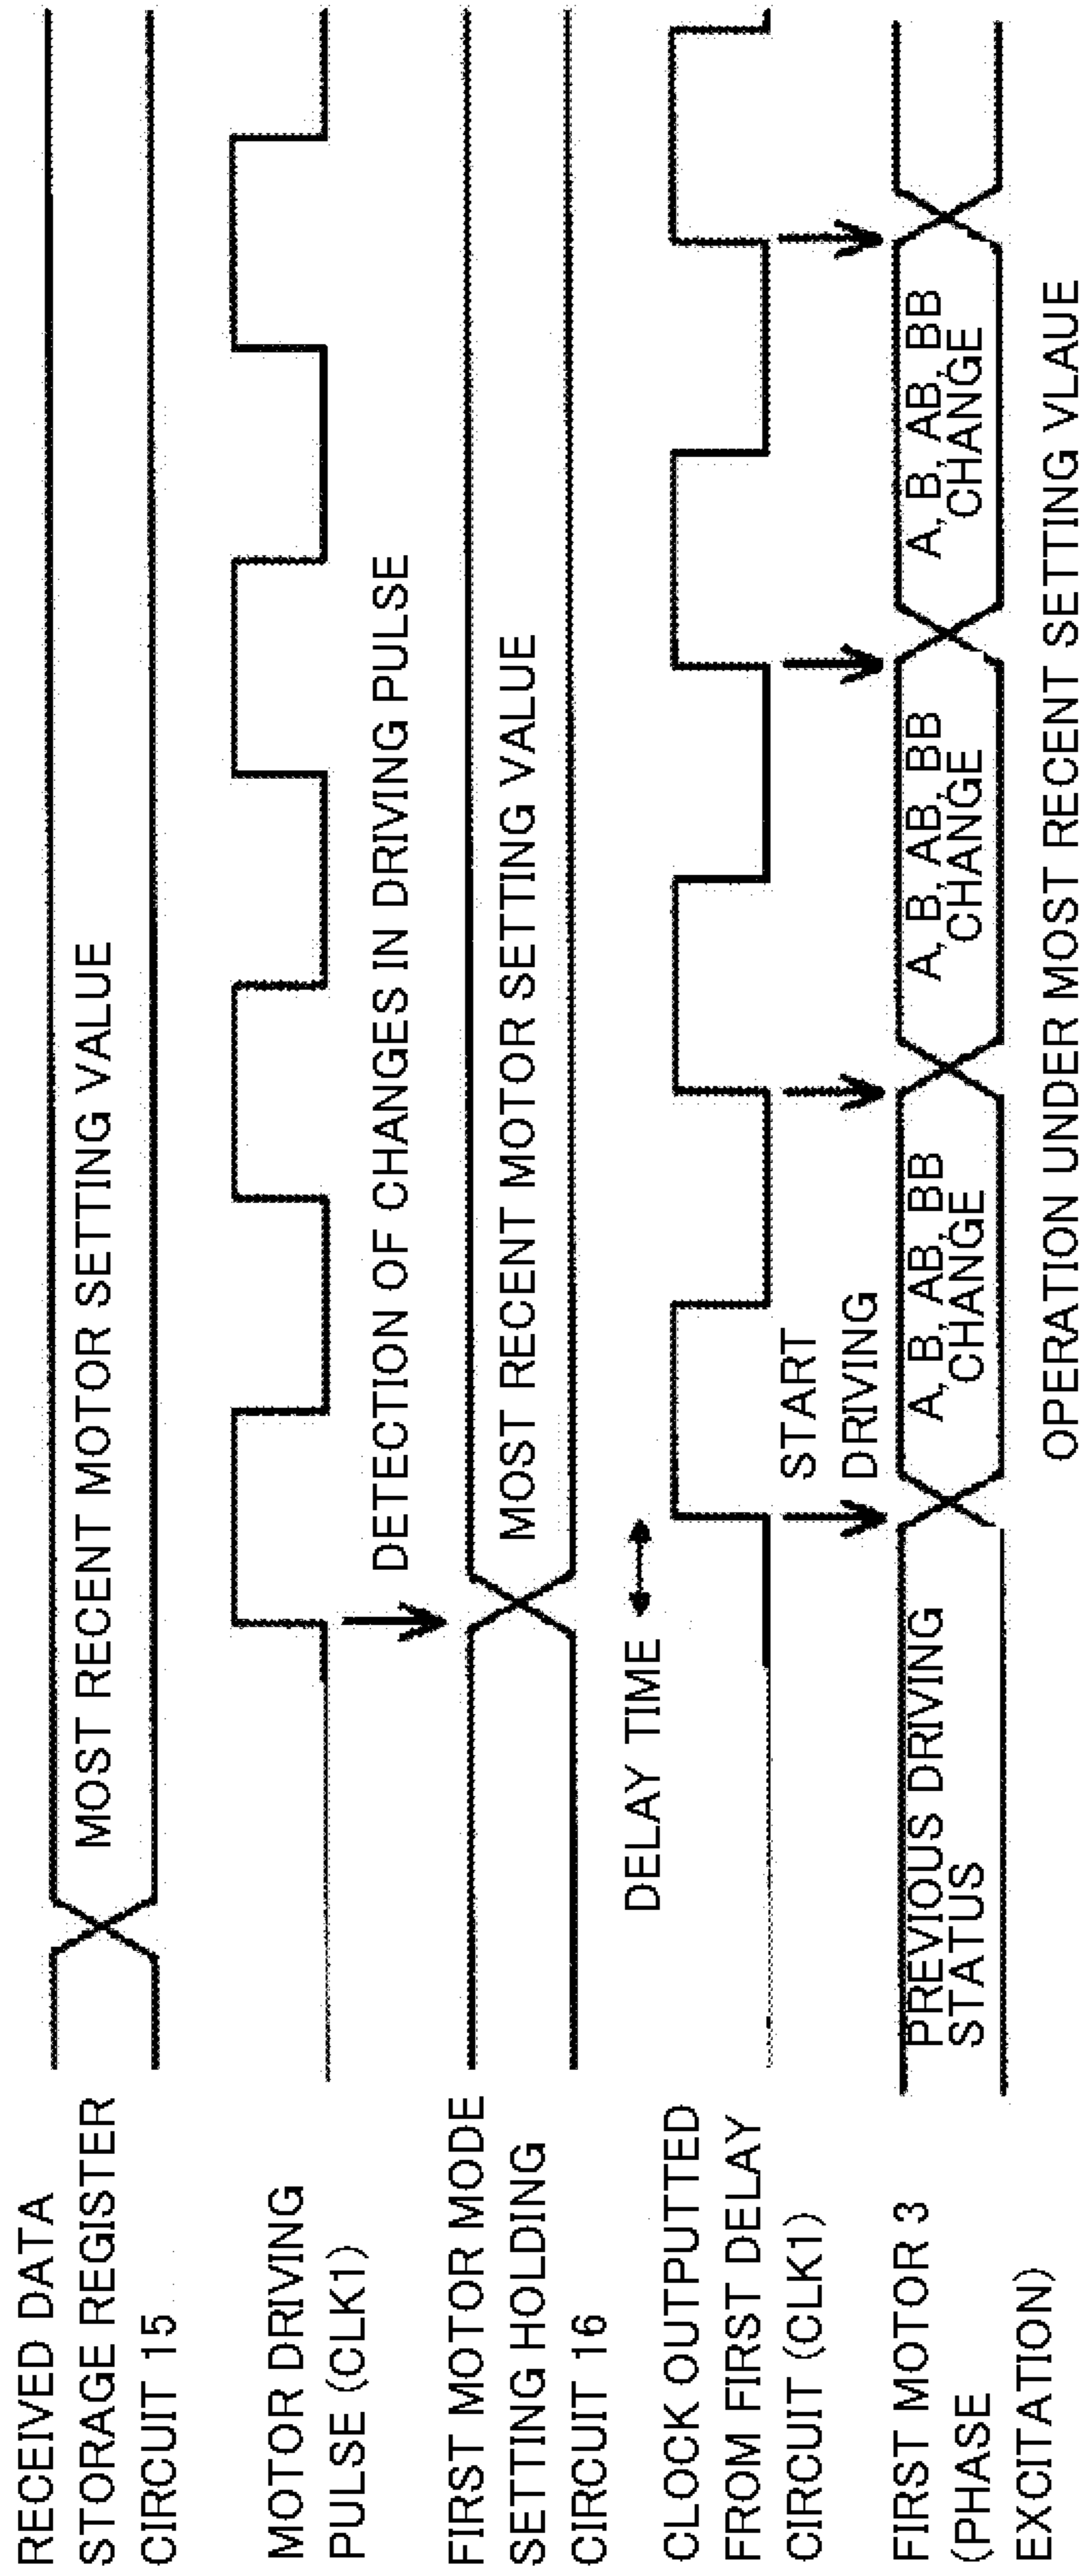 RECEIVED DATA
STORAGE REGISTER
CIRCUIT 15
MOST RECENT MOTOR SETTING VALUE
MOTOR DRIVING
PULSE (CLK1)
DETECTION OF CHANGES IN DRIVING PULSE
FIRST MOTOR MODE
SETTING HOLDING
CIRCUIT 16
MOST RECENT MOTOR SETTING VALUE
DELAY TIME
CLOCK OUTPUTTED
FROM FIRST DELAY
CIRCUIT (CLK1)
START
DRIVING
FIRST MOTOR 3
(PHASE
EXCITATION)
PREVIOUS DRIVING
STATUS
A, B, AB, BB
CHANGE
A, B, AB, BB
CHANGE
A, B, AB, BB
CHANGE
OPERATION UNDER MOST RECENT SETTING VLAUE